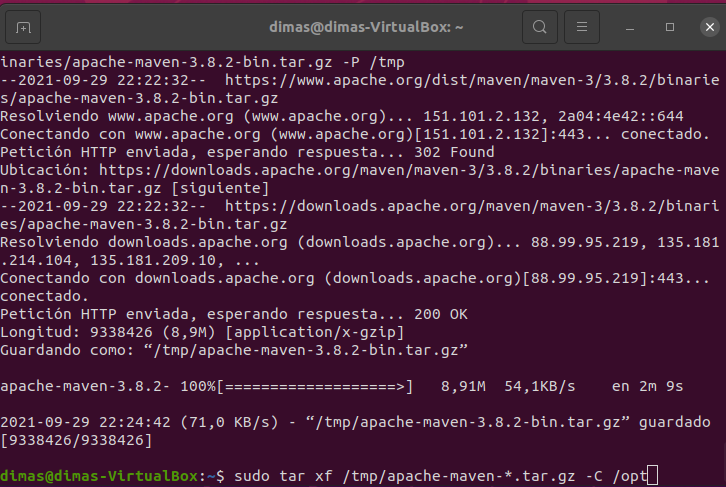 dimas@dimas-VirtualBox: ~
inaries/apache-maven-3.8.2-bin.tar.gz -P /tmp
--2021-09-29 22:22:32--  https://www.apache.org/dist/maven/maven-3/3.8.2/binarie
s/apache-maven-3.8.2-bin.tar.gz
Resolviendo www.apache.org (www.apache.org)... 151.101.2.132, 2a04:4e42::644
Conectando con www.apache.org (www.apache.org)[151.101.2.132]:443... conectado.
Petición HTTP enviada, esperando respuesta... 302 Found
Ubicación: https://downloads.apache.org/maven/maven-3/3.8.2/binaries/apache-mave
n-3.8.2-bin.tar.gz [siguiente]
--2021-09-29 22:22:32--  https://downloads.apache.org/maven/maven-3/3.8.2/binari
es/apache-maven-3.8.2-bin.tar.gz
Resolviendo downloads.apache.org (downloads.apache.org)... 88.99.95.219, 135.181
.214.104, 135.181.209.10, ...
Conectando con downloads.apache.org (downloads.apache.org)[88.99.95.219]:443... 
conectado.
Petición HTTP enviada, esperando respuesta... 200 OK
Longitud: 9338426 (8,9M) [application/x-gzip]
Guardando como: “/tmp/apache-maven-3.8.2-bin.tar.gz”
apache-maven-3.8.2- 100%[===================>]   8,91M  54,1KB/s    en 2m 9s
2021-09-29 22:24:42 (71,0 KB/s) - “/tmp/apache-maven-3.8.2-bin.tar.gz” guardado
[9338426/9338426]
dimas@dimas-VirtualBox:~$ sudo tar xf /tmp/apache-maven-*.tar.gz -C /opt